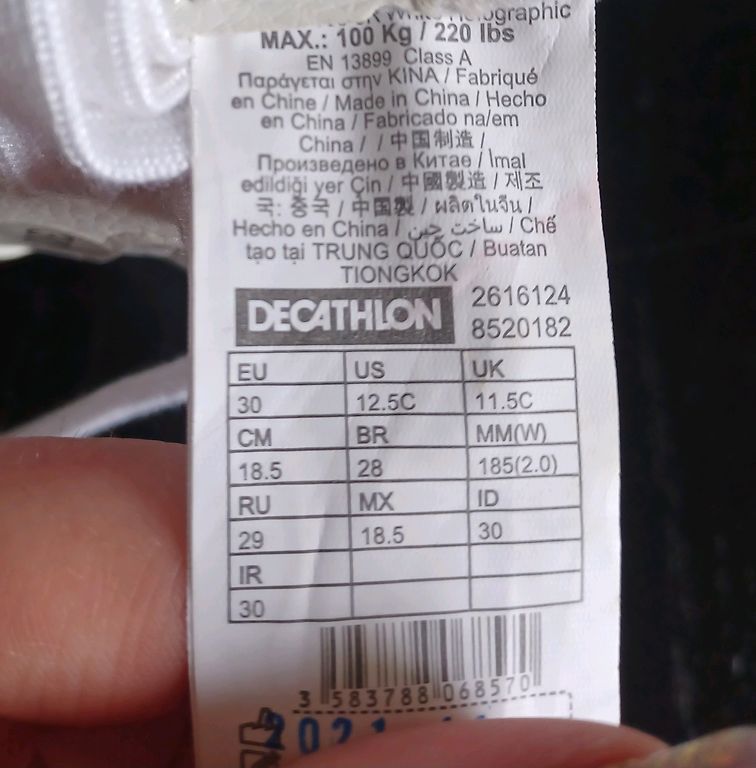 MAX.: 100 Kg / 220 lbs
EN 13899 Class A
Παράγεται στην ΚΙΝΑ / Fabriqué
en Chine / Made in China / Hecho
en China / Fabricado na/em
China / / 中国制造 /
Произведено в Китае / İmal
edildiği yer Çin / 中國製造 / 제조
국: 중국 / 中国製 / ผลิตในจีน /
Hecho en China / ساخت چین / Chế
tạo tại TRUNG QUỐC / Buatan
TIONGKOK
DECATHLON 2616124
8520182
EU US UK
30 12.5C 11.5C
CM BR MM(W)
18.5 28 185(2.0)
RU MX ID
29 18.5 30
IR
30
3 583788 068570
2021